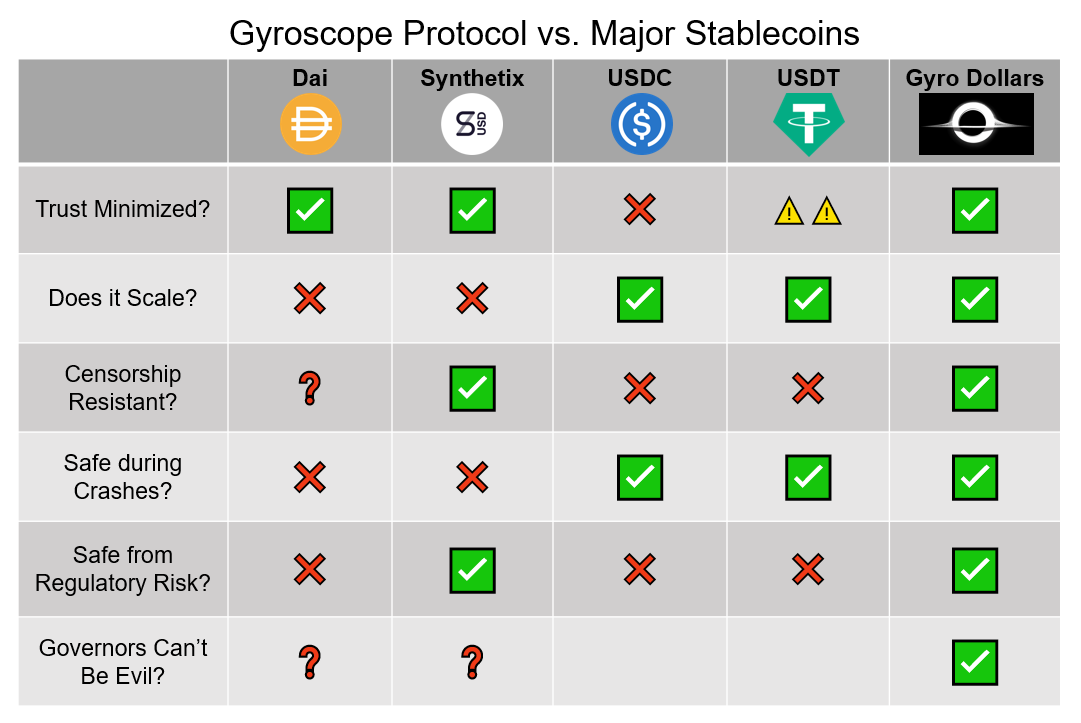 Gyroscope Protocol vs. Major Stablecoins
Dai Synthetix USDC USDT Gyro Dollars
S USD $ T
Trust Minimized? ! !
Does it Scale?
Censorship
Resistant? ?
Safe during
Crashes?
Safe from
Regulatory Risk?
Governors Can’t
Be Evil? ? ?